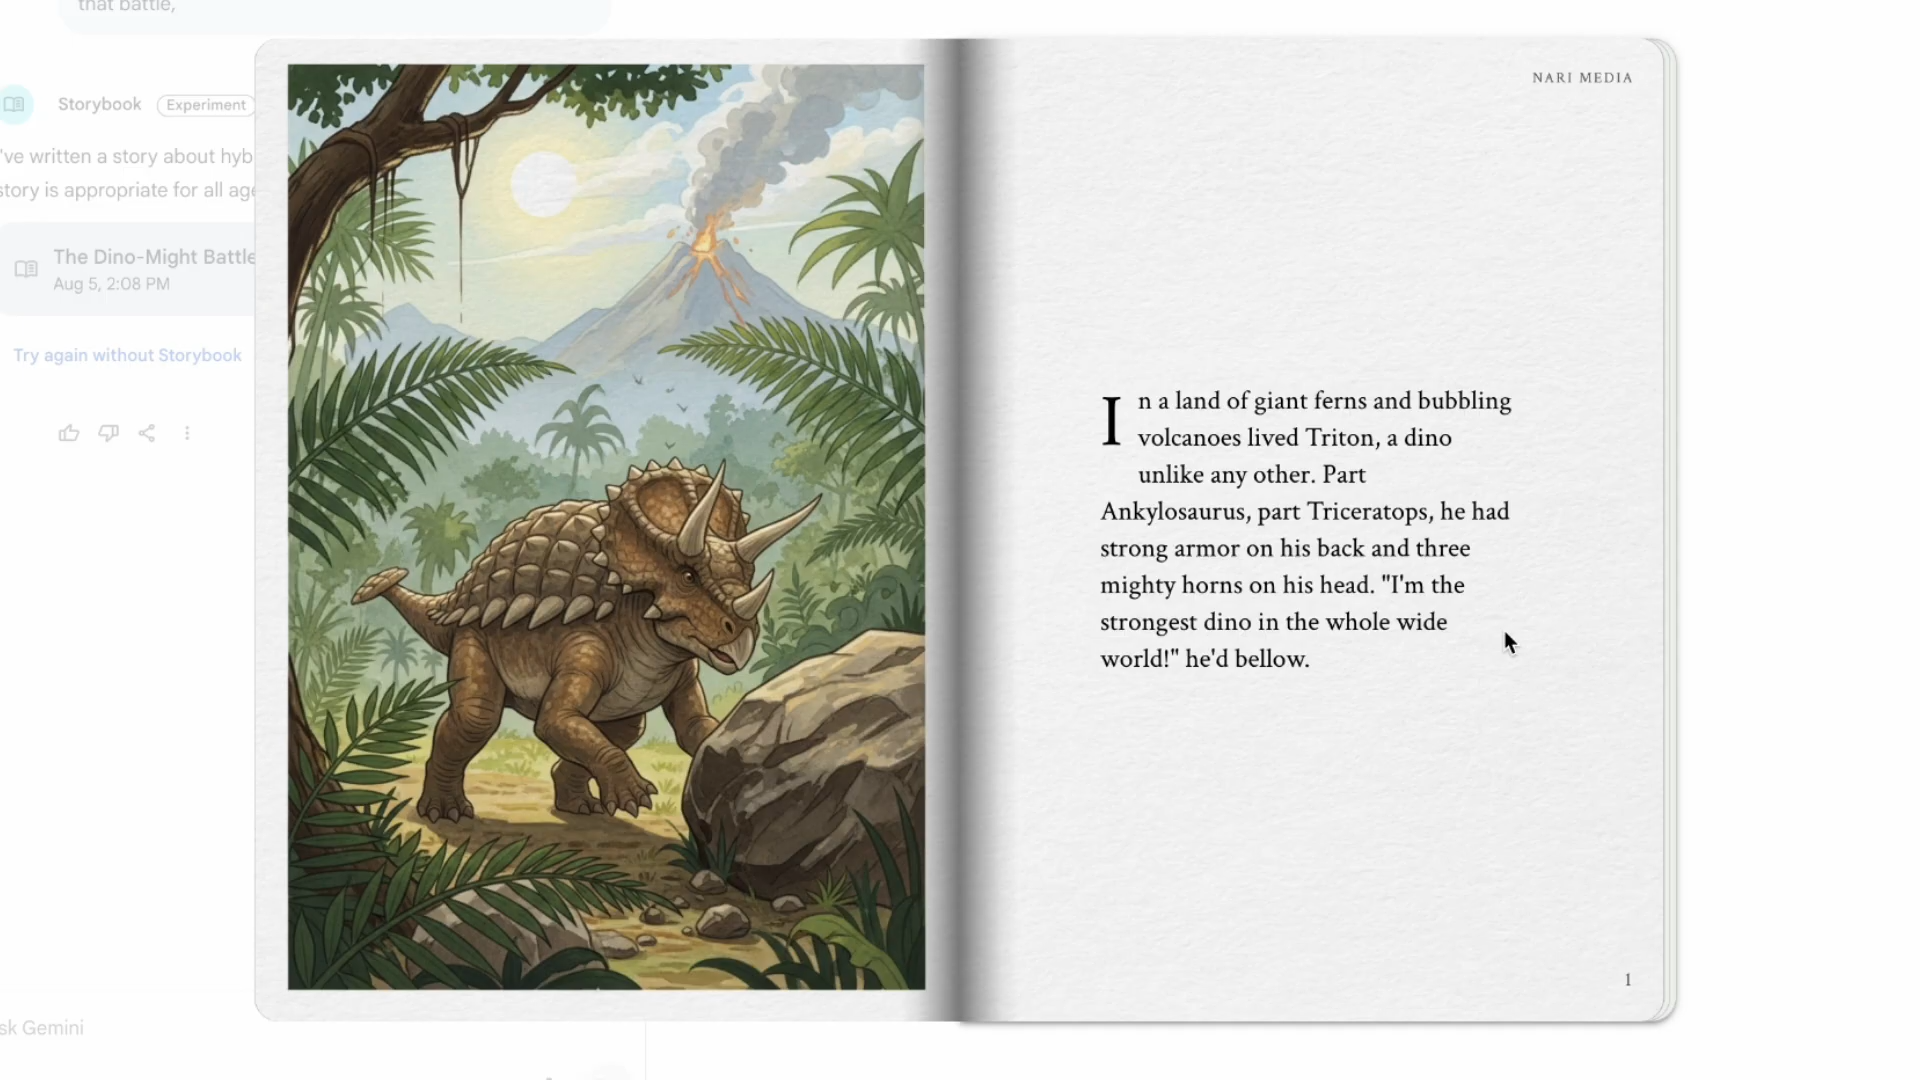 that battle,
Storybook Experiment
've written a story about hyb
story is appropriate for all age
The Dino-Might Battle
Aug 5, 2:08 PM
Try again without Storybook
sk Gemini
NARI MEDIA
In a land of giant ferns and bubbling
volcanoes lived Triton, a dino
unlike any other. Part
Ankylosaurus, part Triceratops, he had
strong armor on his back and three
mighty horns on his head. "I'm the
strongest dino in the whole wide
world!" he'd bellow.
1